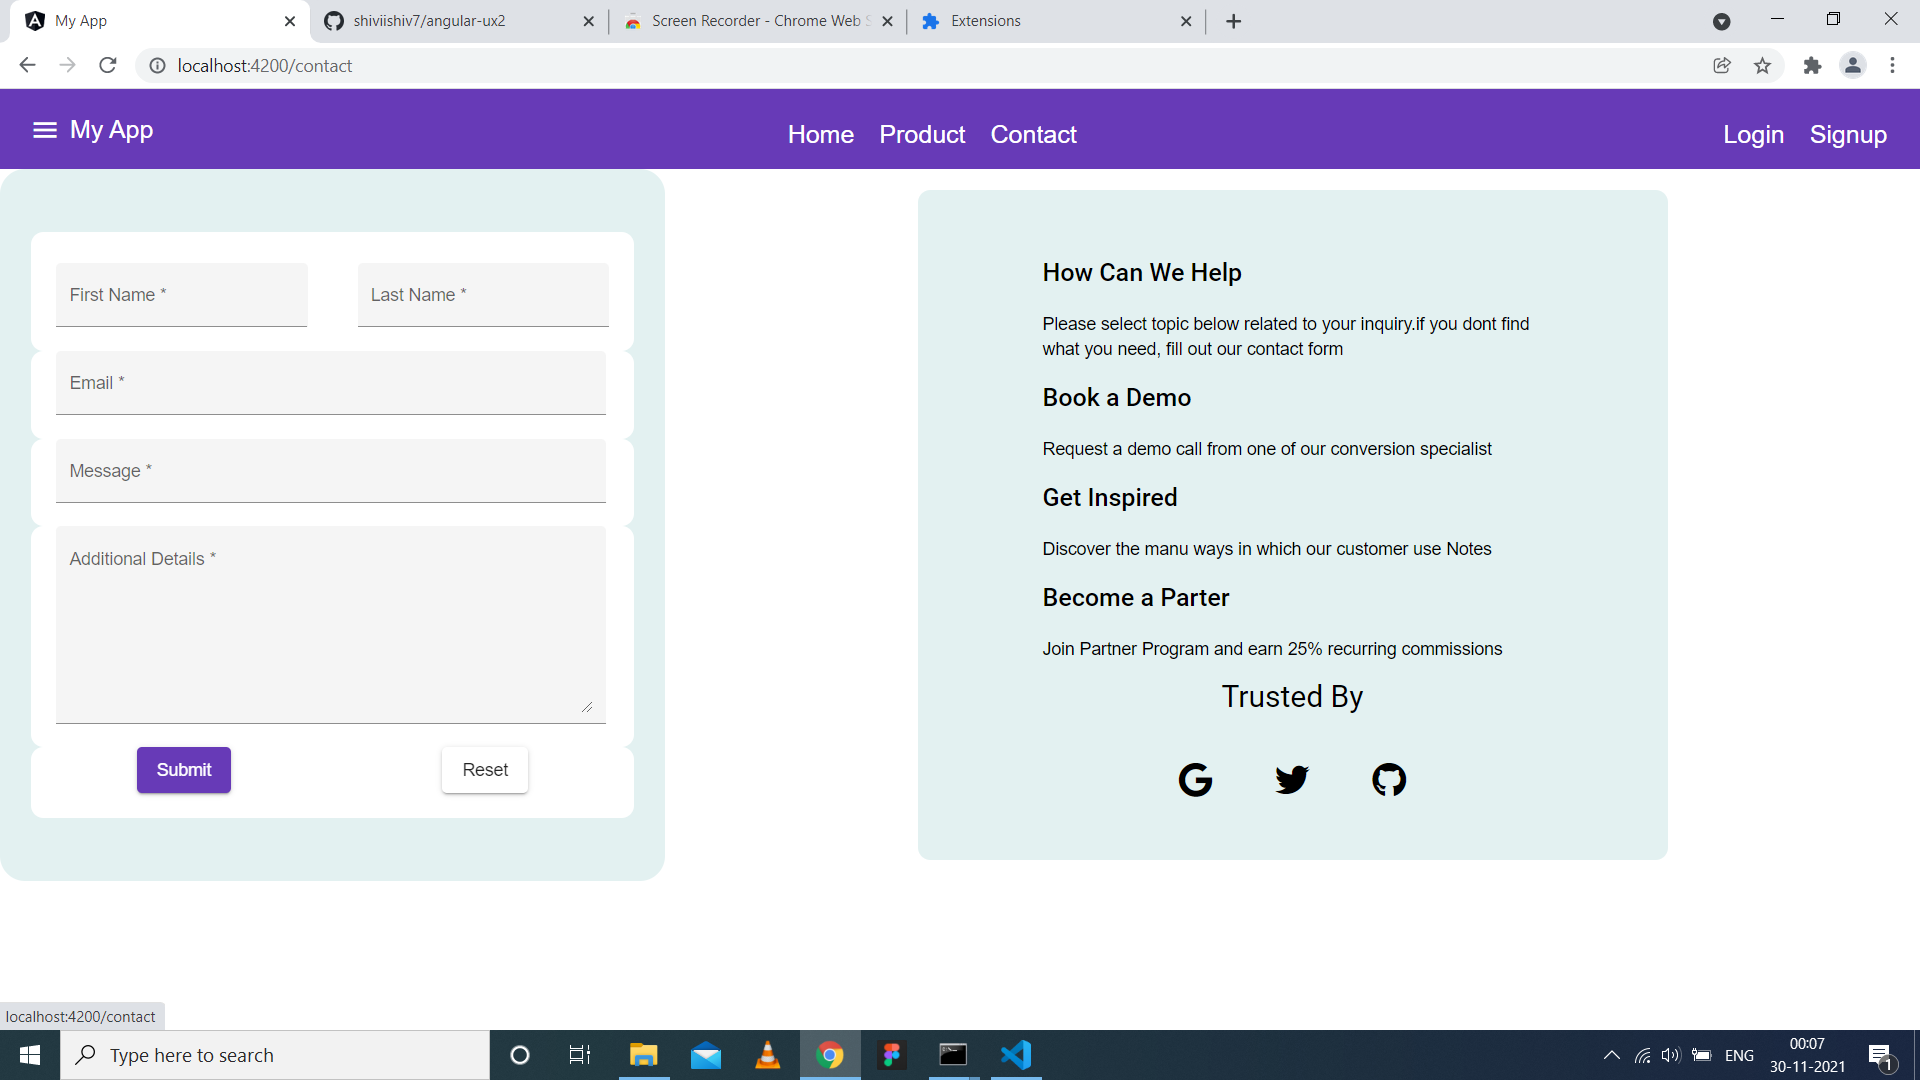 My App
shiviishiv7/angular-ux2
Screen Recorder - Chrome Web
Extensions
localhost:4200/contact
My App
Home Product Contact
Login Signup
First Name *
Last Name *
Email *
Message *
Additional Details *
Submit
Reset
How Can We Help
Please select topic below related to your inquiry.if you dont find
what you need, fill out our contact form
Book a Demo
Request a demo call from one of our conversion specialist
Get Inspired
Discover the manu ways in which our customer use Notes
Become a Parter
Join Partner Program and earn 25% recurring commissions
Trusted By
localhost:4200/contact
Type here to search
ENG
00:07
30-11-2021
1